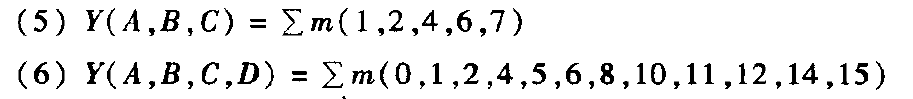 (5) Y(A,B,C) = ∑m(1,2,4,6,7)
(6) Y(A,B,C,D) = ∑m(0,1,2,4,5,6,8,10,11,12,14,15)